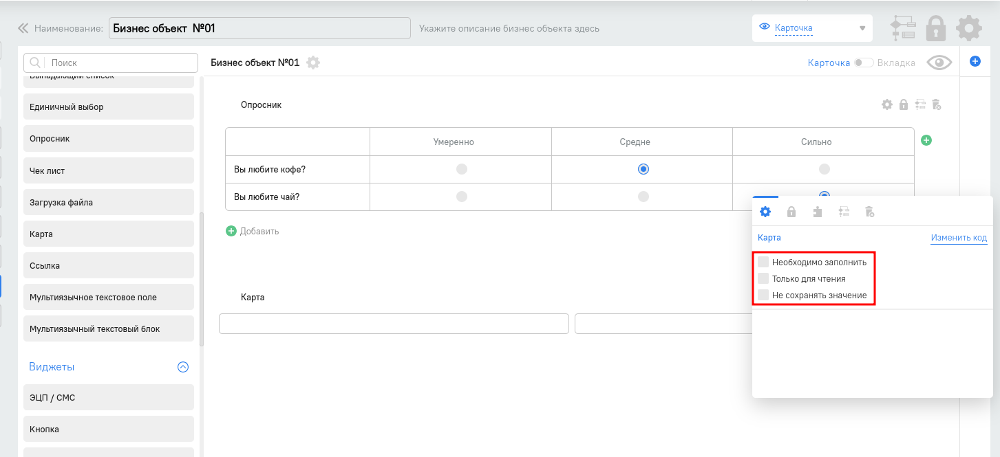 Наименование: Бизнес объект №01 Укажите описание бизнес объекта здесь Карточка
Поиск
Бизнес объект №01
Карточка Вкладка
Выпадающий список
Единичный выбор
Опросник
Чек лист
Загрузка файла
Карта
Ссылка
Мультиязычное текстовое поле
Мультиязычный текстовый блок
Виджеты
ЭЦП / СМС
Кнопка
Опросник
Умеренно Средне Сильно
Вы любите кофе?
Вы любите чай?
Добавить
Карта
Карта Изменить код
Необходимо заполнить
Только для чтения
Не сохранять значение